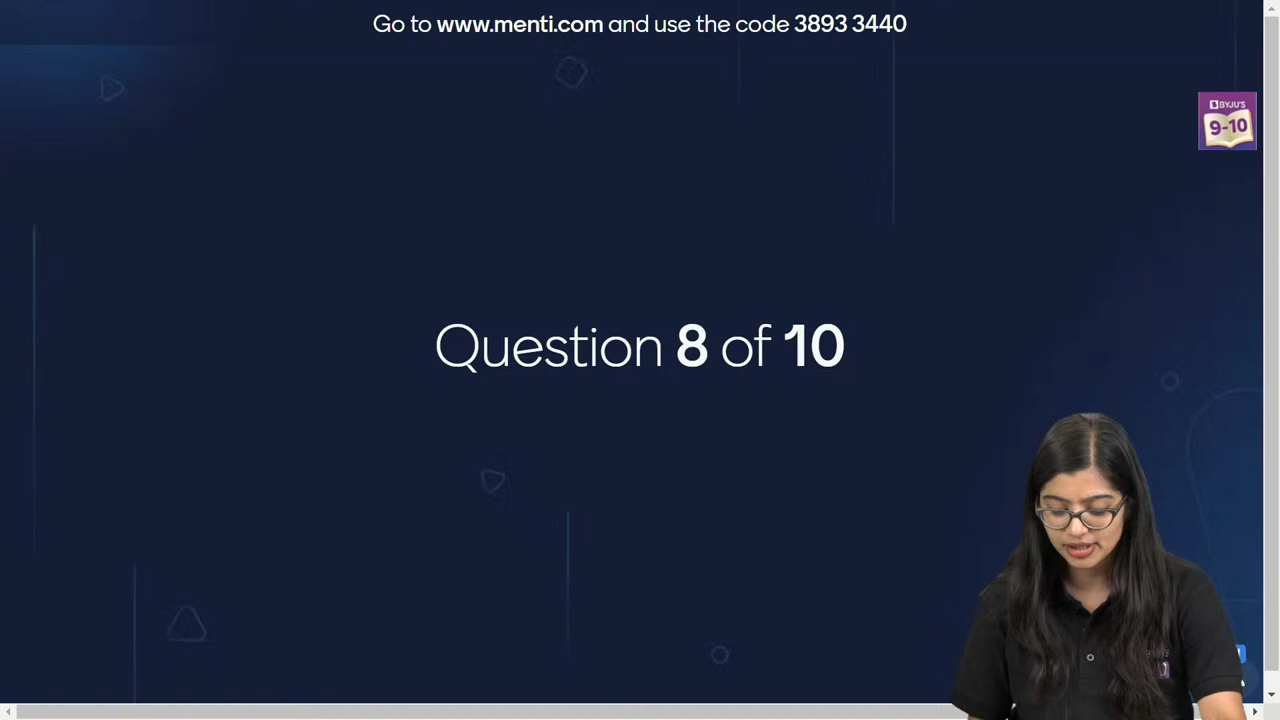 Go to www.menti.com and use the code 3893 3440
BYJU'S
9-10
Question 8 of 10